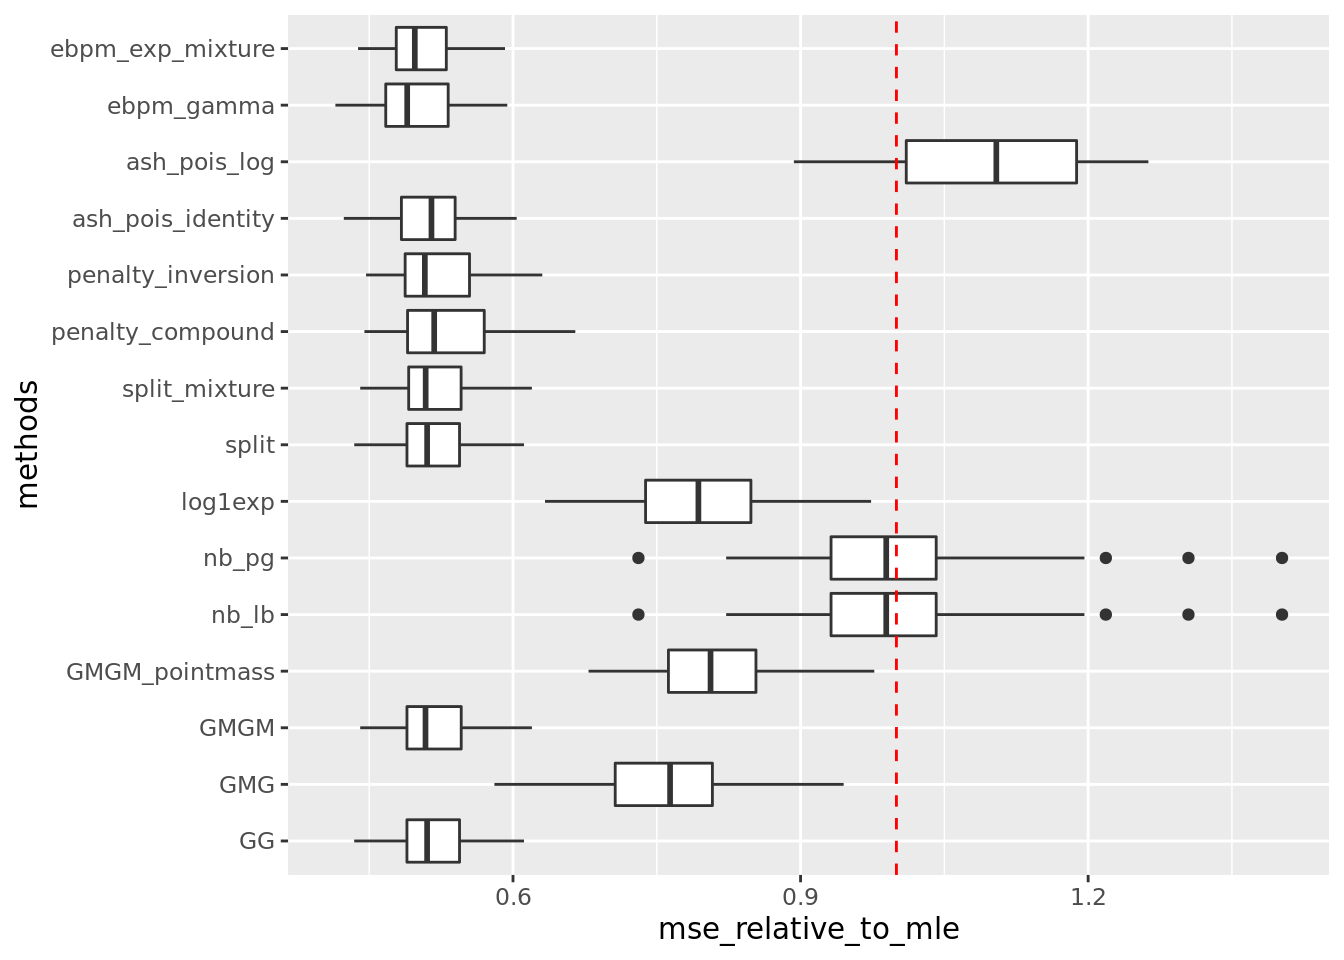 methods
ebpm_exp_mixture
ebpm_gamma
ash_pois_log
ash_pois_identity
penalty_inversion
penalty_compound
split_mixture
split
log1exp
nb_pg
nb_lb
GMGM_pointmass
GMGM
GMG
GG
0.6 0.9 1.2
mse_relative_to_mle